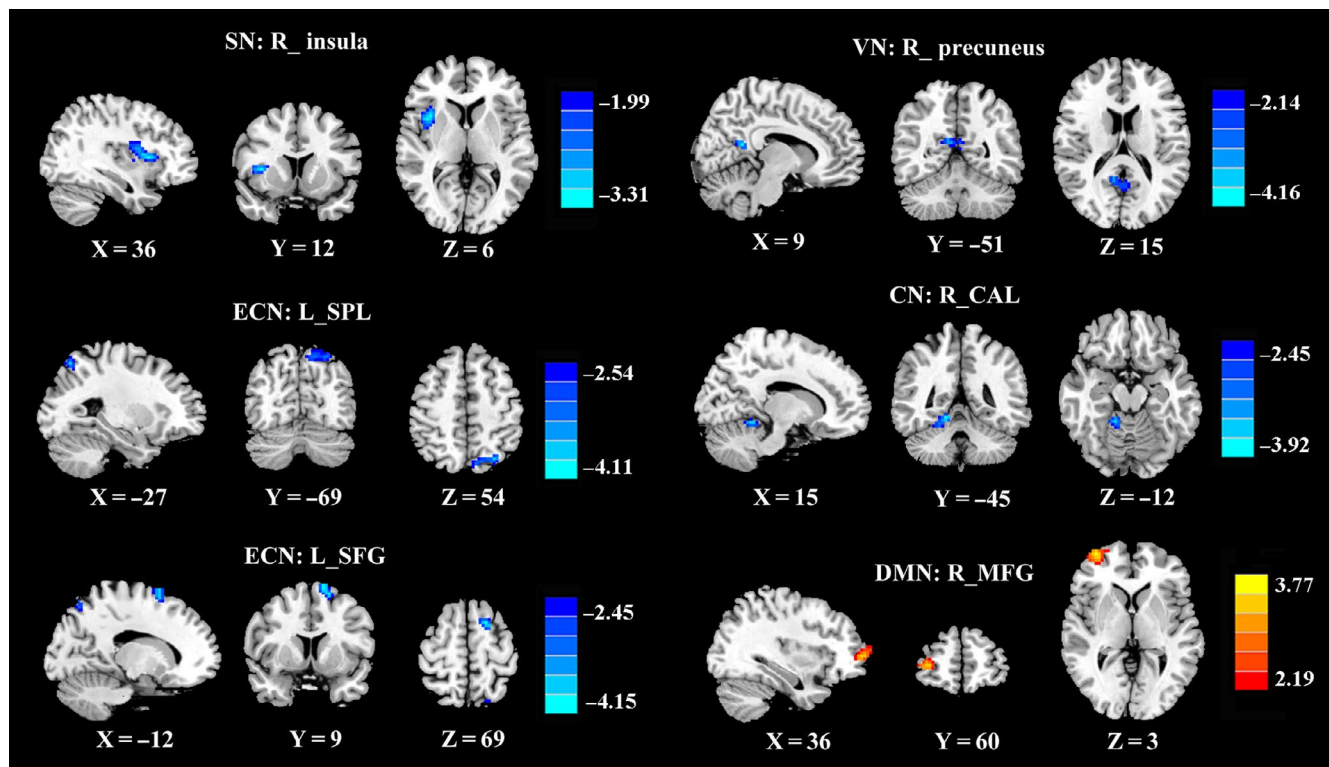 SN: R_ insula
–1.99
–3.31
X = 36 Y = 12 Z = 6
VN: R_ precuneus
–2.14
–4.16
X = 9 Y = –51 Z = 15
ECN: L_SPL
–2.54
–4.11
X = –27 Y = –69 Z = 54
CN: R_CAL
–2.45
–3.92
X = 15 Y = –45 Z = –12
ECN: L_SFG
–2.45
–4.15
X = –12 Y = 9 Z = 69
DMN: R_MFG
3.77
2.19
X = 36 Y = 60 Z = 3